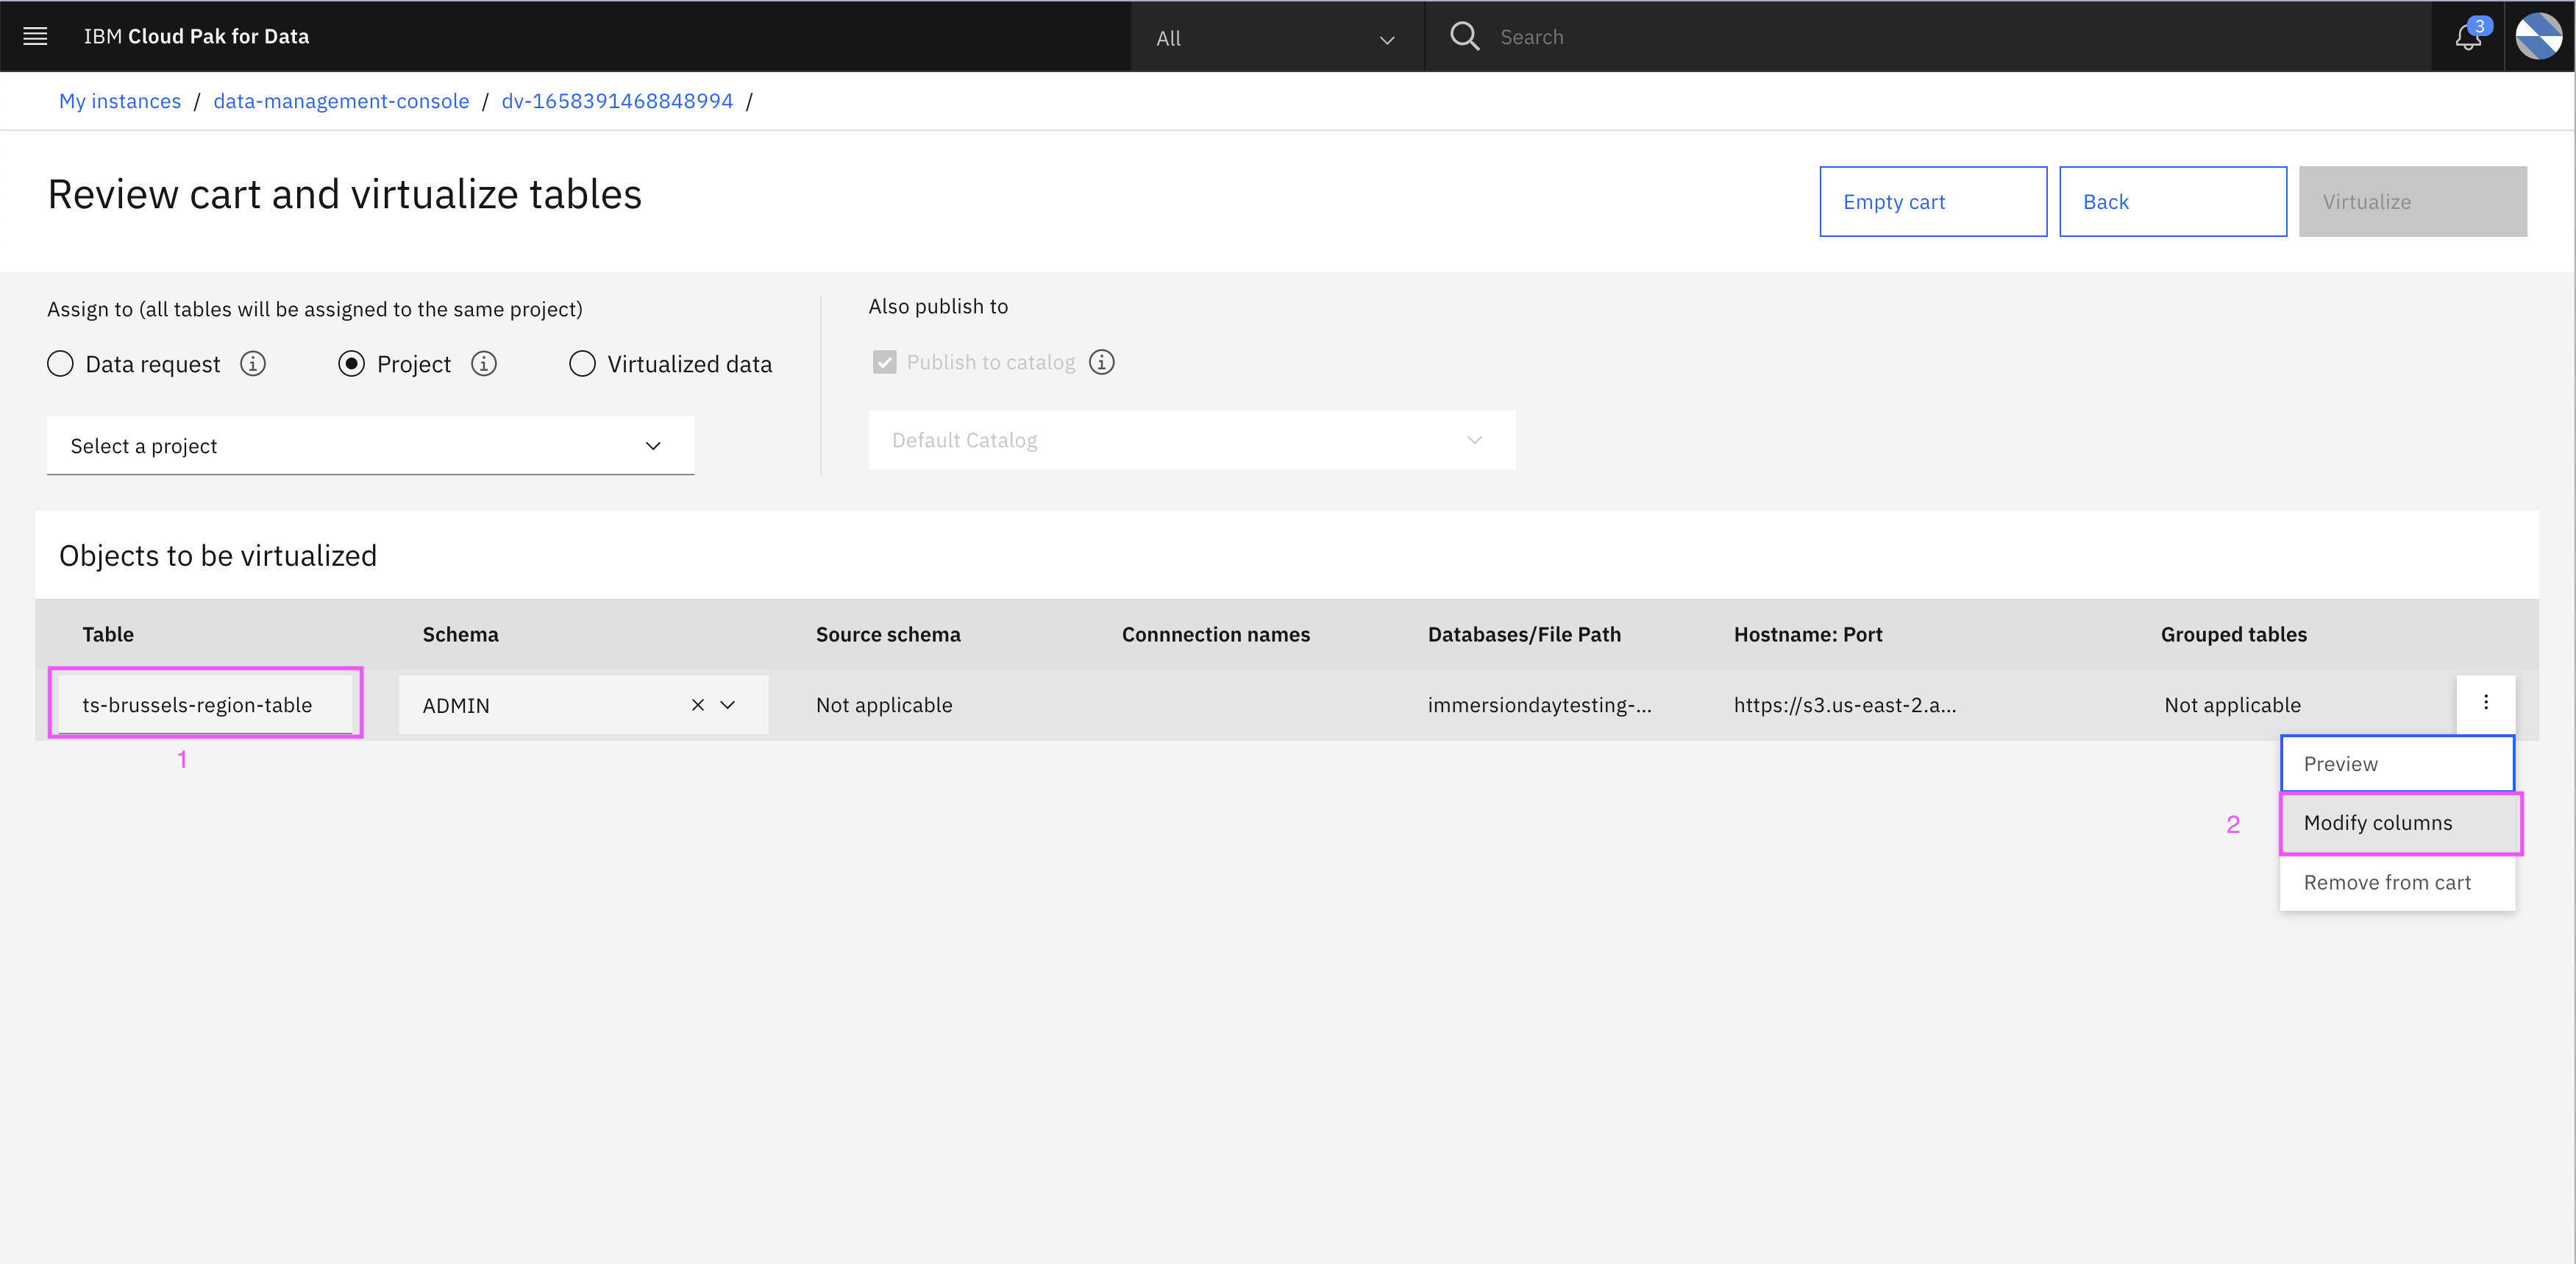 IBM Cloud Pak for Data
All
Search
3
My instances / data-management-console / dv-1658391468848994 /
Review cart and virtualize tables
Empty cart
Back
Virtualize
Assign to (all tables will be assigned to the same project)
Data request
Project
Virtualized data
Select a project
Also publish to
Publish to catalog
Default Catalog
Objects to be virtualized
Table Schema Source schema Connnection names Databases/File Path Hostname: Port Grouped tables
ts-brussels-region-table ADMIN Not applicable immersiondaytesting-... https://s3.us-east-2.a... Not applicable
1
Preview
2
Modify columns
Remove from cart